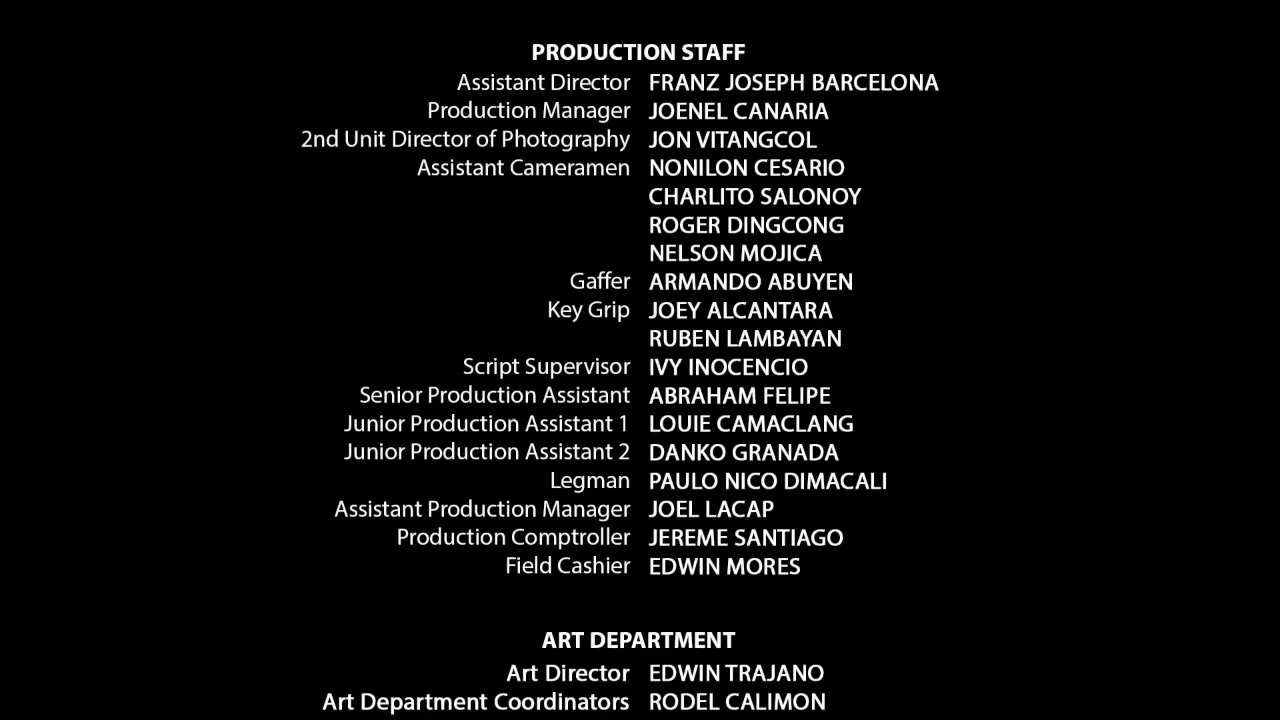 PRODUCTION STAFF
Assistant Director FRANZ JOSEPH BARCELONA
Production Manager JOENEL CANARIA
2nd Unit Director of Photography JON VITANGCOL
Assistant Cameramen NONILON CESARIO
CHARLITO SALONOY
ROGER DINGCONG
NELSON MOJICA
Gaffer ARMANDO ABUYEN
Key Grip JOEY ALCANTARA
RUBEN LAMBAYAN
Script Supervisor IVY INOCENCIO
Senior Production Assistant ABRAHAM FELIPE
Junior Production Assistant 1 LOUIE CAMACLANG
Junior Production Assistant 2 DANKO GRANADA
Legman PAULO NICO DIMACALI
Assistant Production Manager JOEL LACAP
Production Comptroller JEREME SANTIAGO
Field Cashier EDWIN MORES
ART DEPARTMENT
Art Director EDWIN TRAJANO
Art Department Coordinators RODEL CALIMON